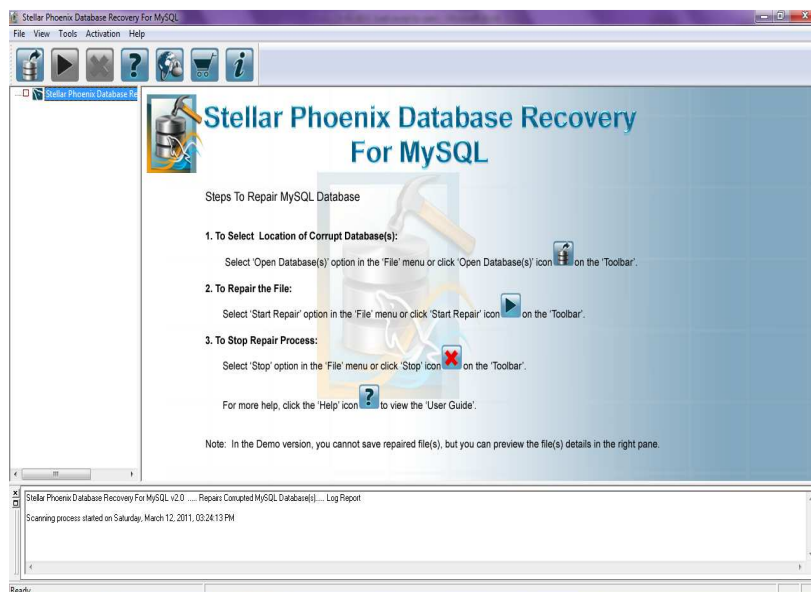 Stellar Phoenix Database Recovery For MySQL
File View Tools Activation Help
Stellar Phoenix Database Re
Stellar Phoenix Database Recovery
For MySQL
Steps To Repair MySQL Database
1. To Select Location of Corrupt Database(s):
Select 'Open Database(s)' option in the 'File' menu or click 'Open Database(s)' icon on the 'Toolbar'.
2. To Repair the File:
Select 'Start Repair' option in the 'File' menu or click 'Start Repair' icon on the 'Toolbar'.
3. To Stop Repair Process:
Select 'Stop' option in the 'File' menu or click 'Stop' icon on the 'Toolbar'.
For more help, click the 'Help' icon ? to view the 'User Guide'.
Note: In the Demo version, you cannot save repaired file(s), but you can preview the file(s) details in the right pane.
Stellar Phoenix Database Recovery For MySQL v2.0 ..... Repairs Corrupted MySQL Database(s).... Log Report
Scanning process started on Saturday, March 12, 2011, 03:24:13 PM
Ready